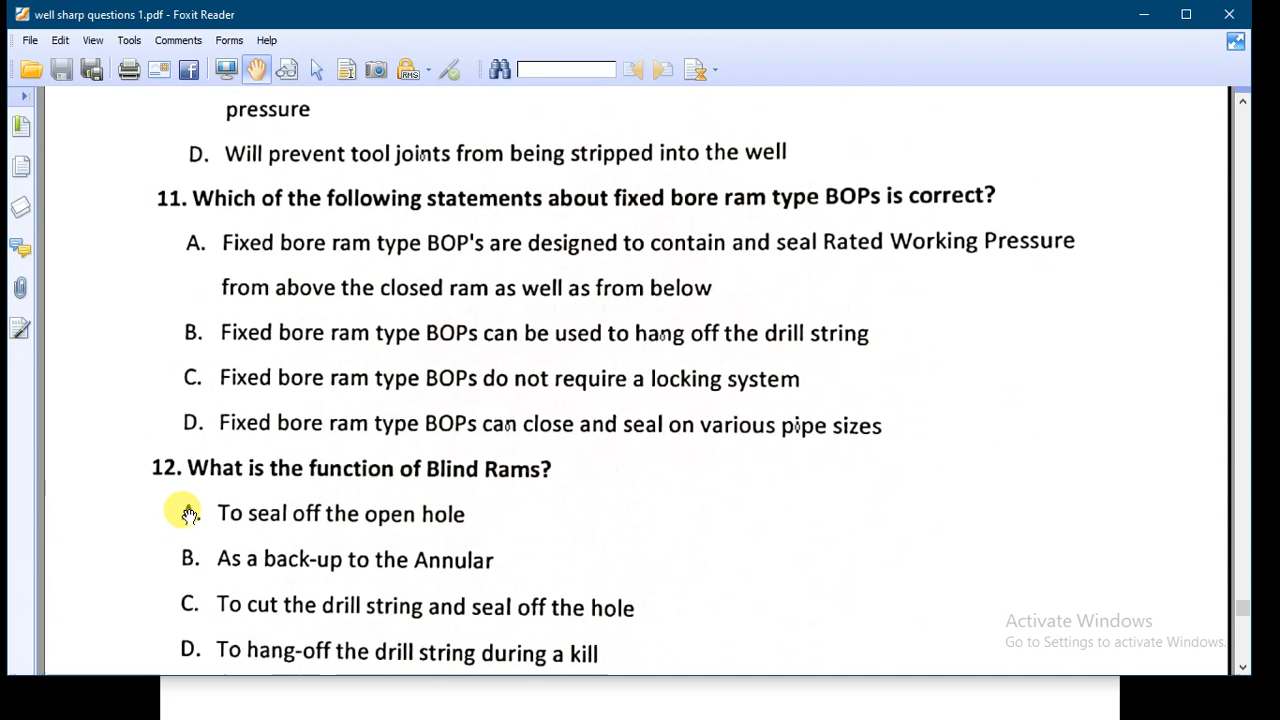 well sharp questions 1.pdf - Foxit Reader
File Edit View Tools Comments Forms Help
pressure
D. Will prevent tool joints from being stripped into the well
11. Which of the following statements about fixed bore ram type BOPs is correct?
A. Fixed bore ram type BOP's are designed to contain and seal Rated Working Pressure
from above the closed ram as well as from below
B. Fixed bore ram type BOPs can be used to hang off the drill string
C. Fixed bore ram type BOPs do not require a locking system
D. Fixed bore ram type BOPs can close and seal on various pipe sizes
12. What is the function of Blind Rams?
To seal off the open hole
B. As a back-up to the Annular
C. To cut the drill string and seal off the hole
D. To hang-off the drill string during a kill
Activate Windows
Go to Settings to activate Windows.